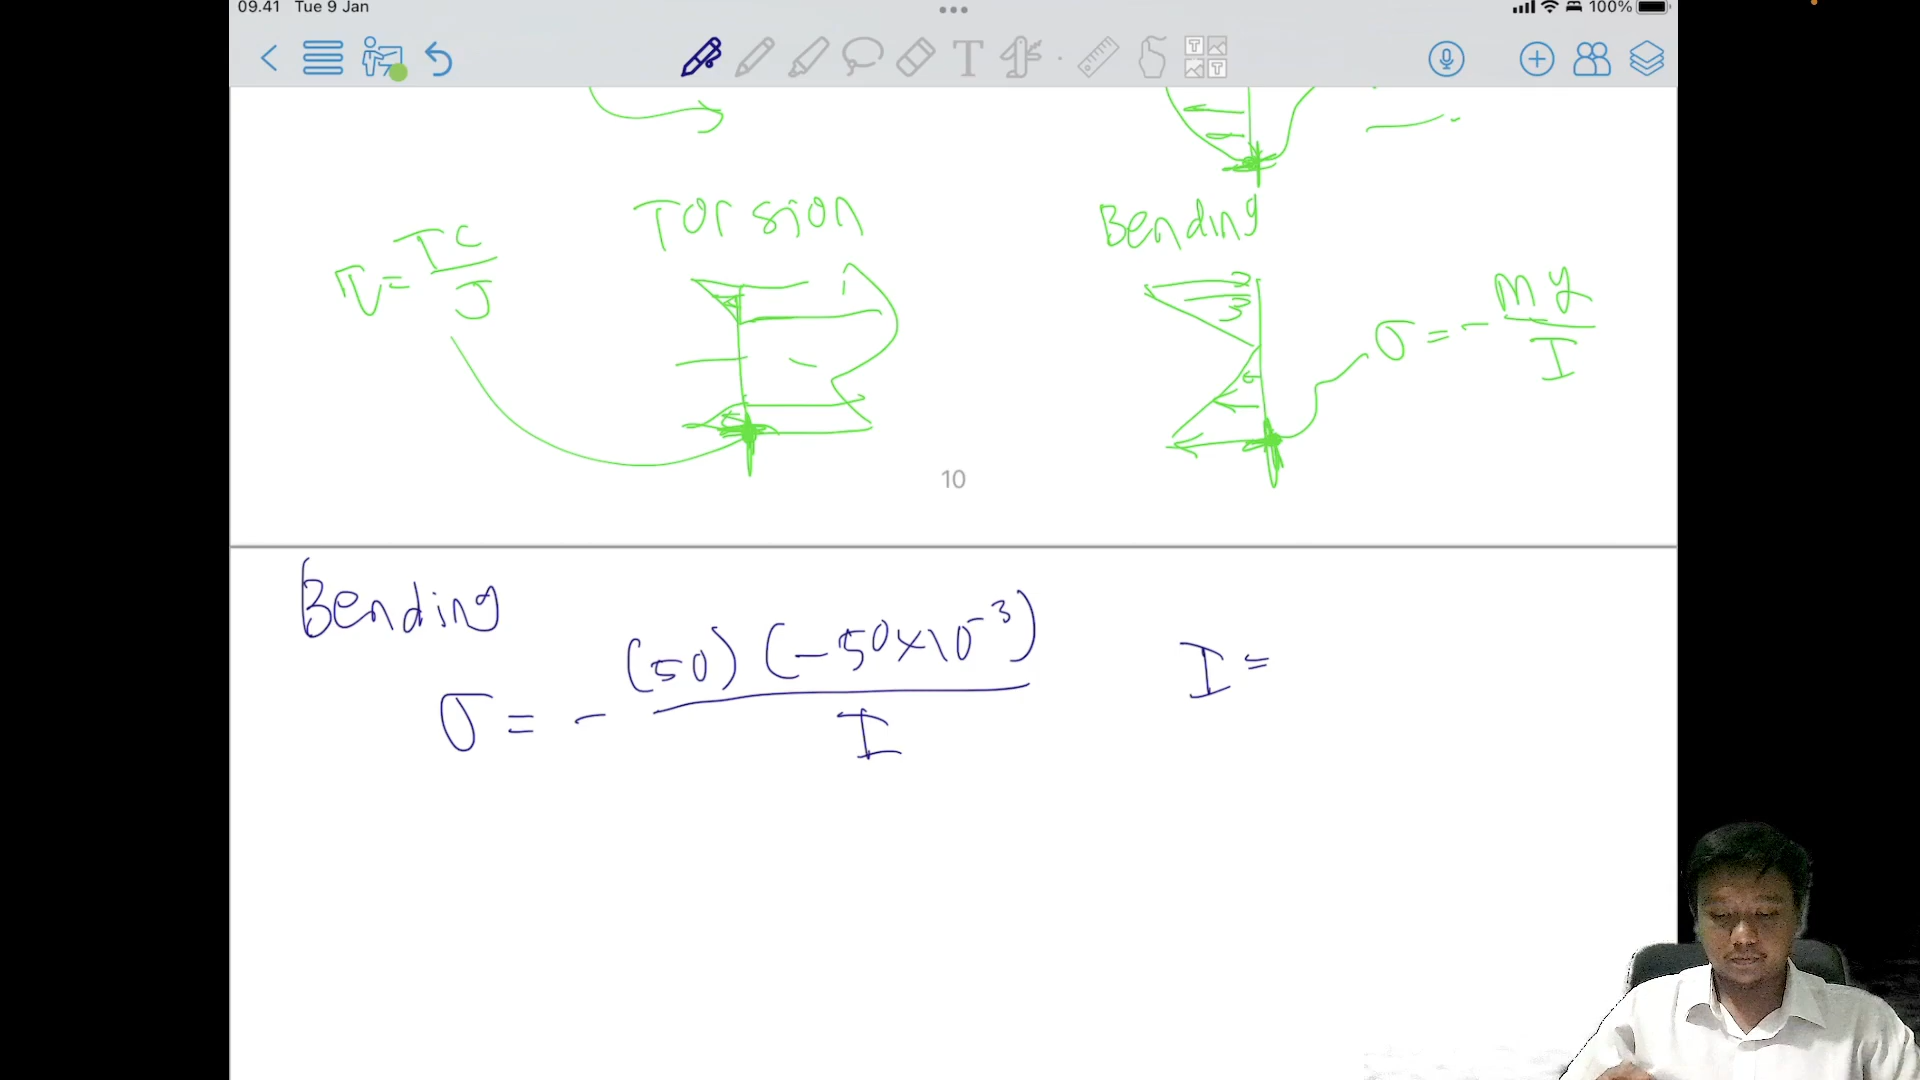 09.41 Tue 9 Jan
100%
T
Torsion
Bending
τ = TC/J
σ = - My/I
10
Bending
σ = - (50)(-50×10⁻³)/I
I =